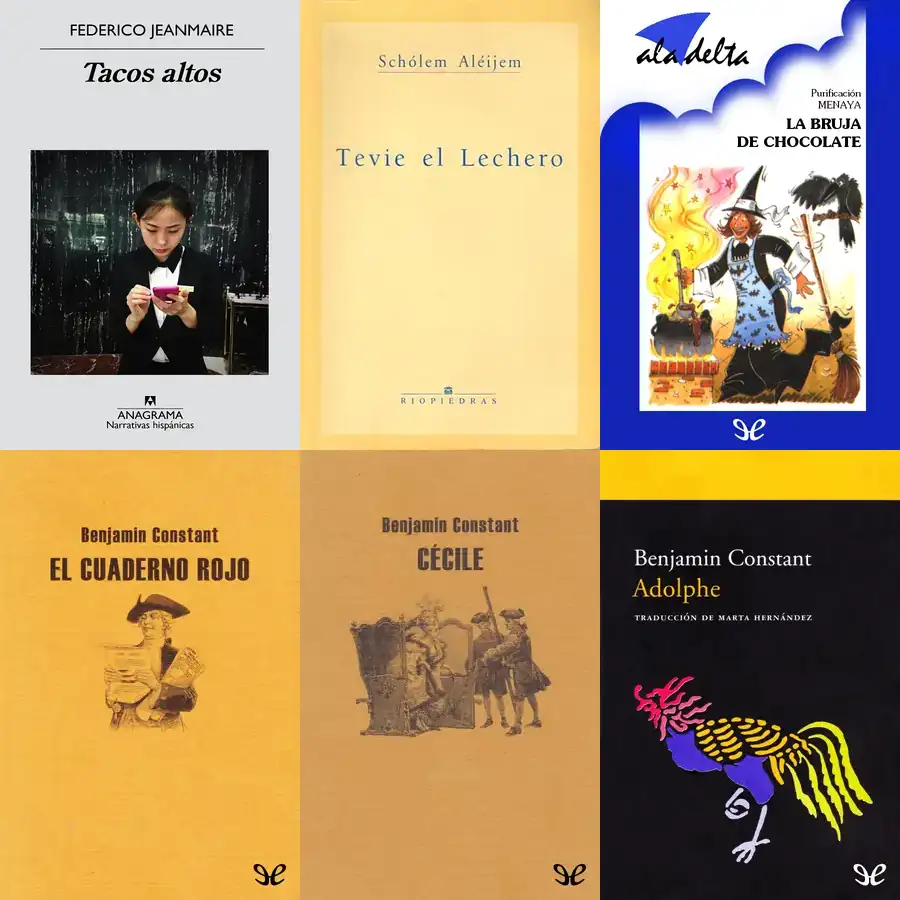 FEDERICO JEANMAIRE
Tacos altos
ANAGRAMA
Narrativas hispánicas
Schólem Aléijem
Tevie el Lechero
RIOPIEDRAS
ala delta
Purificación
MENAYA
LA BRUJA
DE CHOCOLATE
Benjamin Constant
EL CUADERNO ROJO
Benjamin Constant
CÉCILE
Benjamin Constant
Adolphe
TRADUCCIÓN DE MARTA HERNÁNDEZ